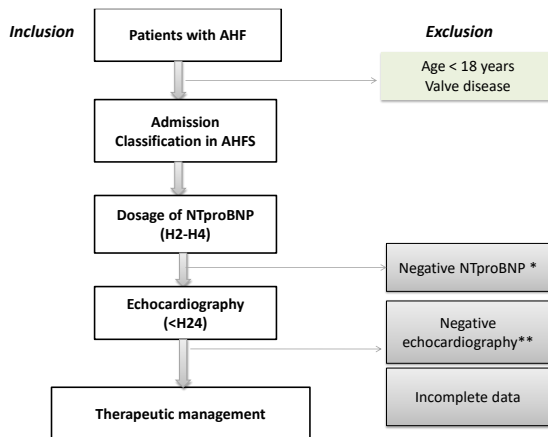 Inclusion
Patients with AHF
Exclusion
Age < 18 years
Valve disease
Admission
Classification in AHFS
Dosage of NTproBNP
(H2-H4)
Negative NTproBNP *
Echocardiography
(<H24)
Negative
echocardiography**
Incomplete data
Therapeutic management